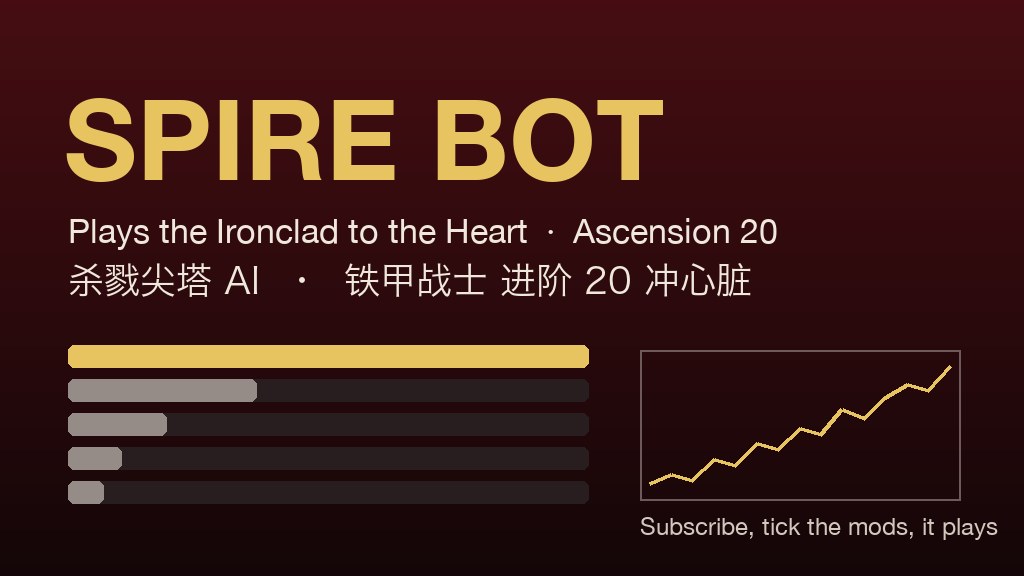 SPIRE BOT
Plays the Ironclad to the Heart · Ascension 20
杀戮尖塔 AI · 铁甲战士 进阶 20 冲心脏
Subscribe, tick the mods, it plays